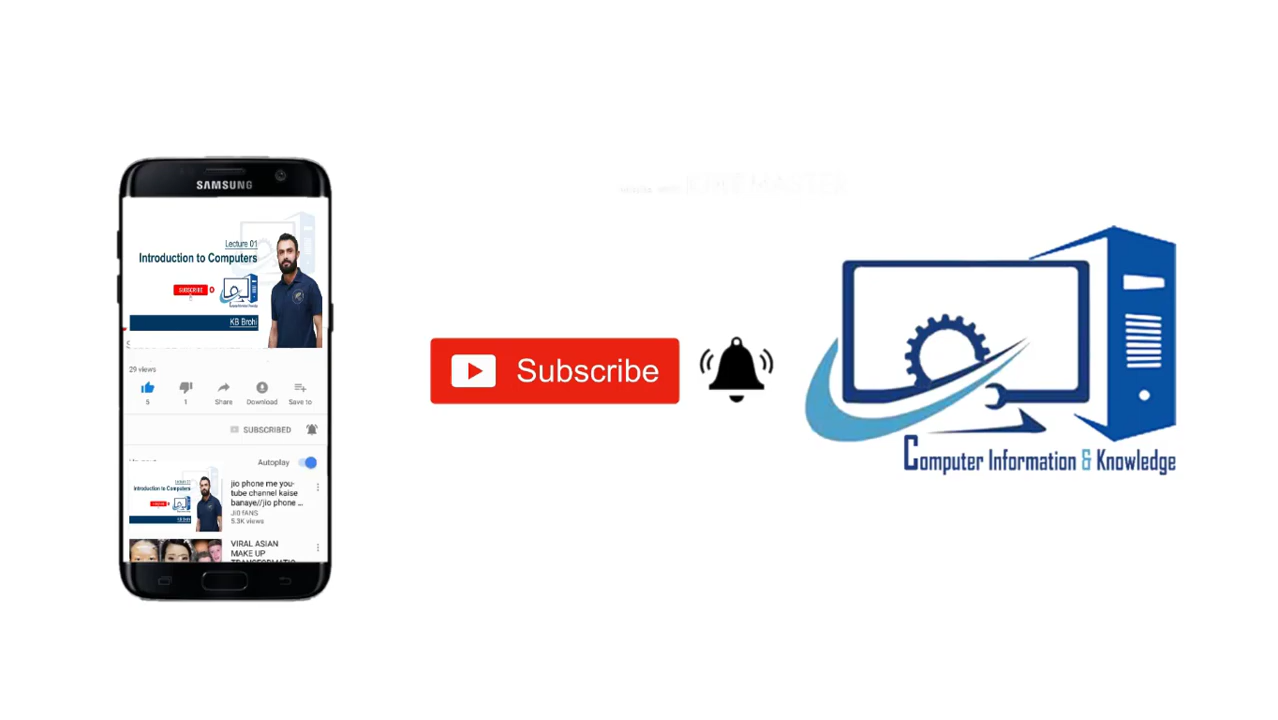 SAMSUNG
Lecture 01
Introduction to Computers
SUBSCRIBE
KB Brohi
29 views
5
1
Share
Download
Save to
SUBSCRIBED
Autoplay
Introduction to Computers
jio phone me you-
tube channel kaise
banaye//jio phone ...
JIO FANS
5.3K views
VIRAL ASIAN
MAKE UP
KINEMASTER
Subscribe
Computer Information & Knowledge